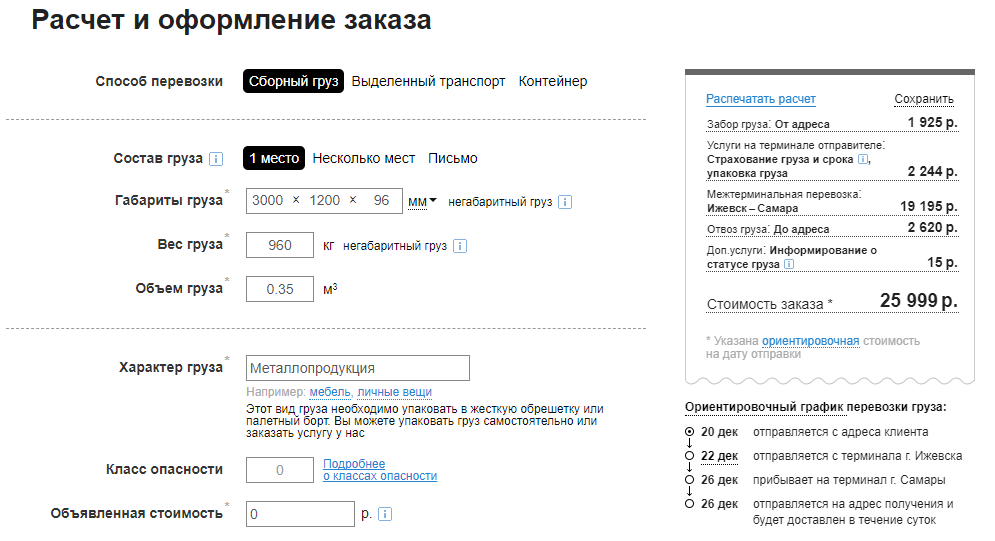 Расчет и оформление заказа
Способ перевозки Сборный груз Выделенный транспорт Контейнер
Состав груза i 1 место Несколько мест Письмо
Габариты груза* 3000 × 1200 × 96 мм негабаритный груз i
Вес груза* 960 кг негабаритный груз i
Объем груза* 0.35 м³
Характер груза* Металлопродукция
Например: мебель, личные вещи
Этот вид груза необходимо упаковать в жесткую обрешетку или
палетный борт. Вы можете упаковать груз самостоятельно или
заказать услугу у нас
Класс опасности 0 Подробнее
о классах опасности
Объявленная стоимость* 0 р. i
Распечатать расчет Сохранить
Забор груза: От адреса 1 925 р.
Услуги на терминале отправителе:
Страхование груза и срока i,
упаковка груза 2 244 р.
Межтерминальная перевозка:
Ижевск – Самара 19 195 р.
Отвоз груза: До адреса 2 620 р.
Доп.услуги: Информирование о
статусе груза i 15 р.
Стоимость заказа * 25 999 р.
* Указана ориентировочная стоимость
на дату отправки
Ориентировочный график перевозки груза:
20 дек отправляется с адреса клиента
22 дек отправляется с терминала г. Ижевска
26 дек прибывает на терминал г. Самары
26 дек отправляется на адрес получения и
будет доставлен в течение суток